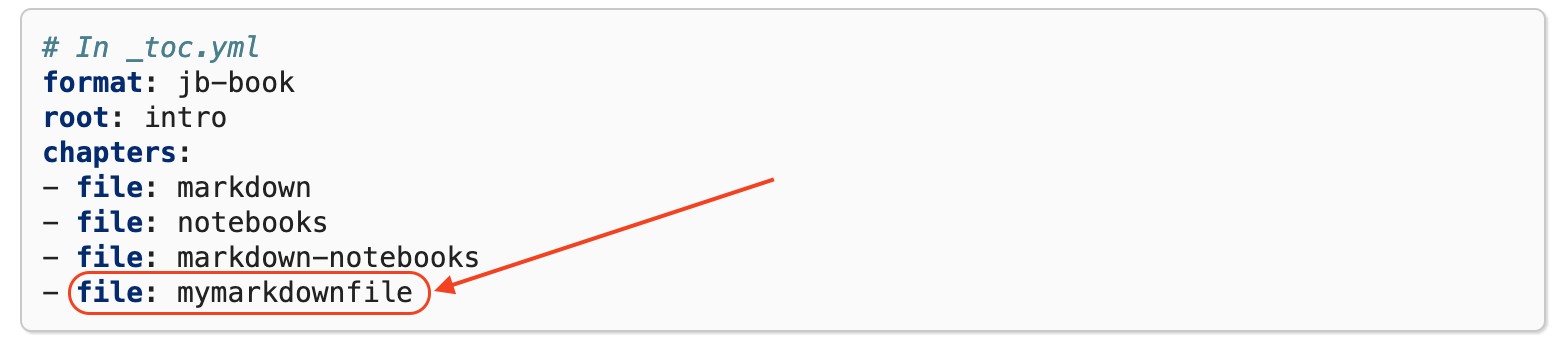 # In _toc.yml
format: jb-book
root: intro
chapters:
- file: markdown
- file: notebooks
- file: markdown-notebooks
- file: mymarkdownfile